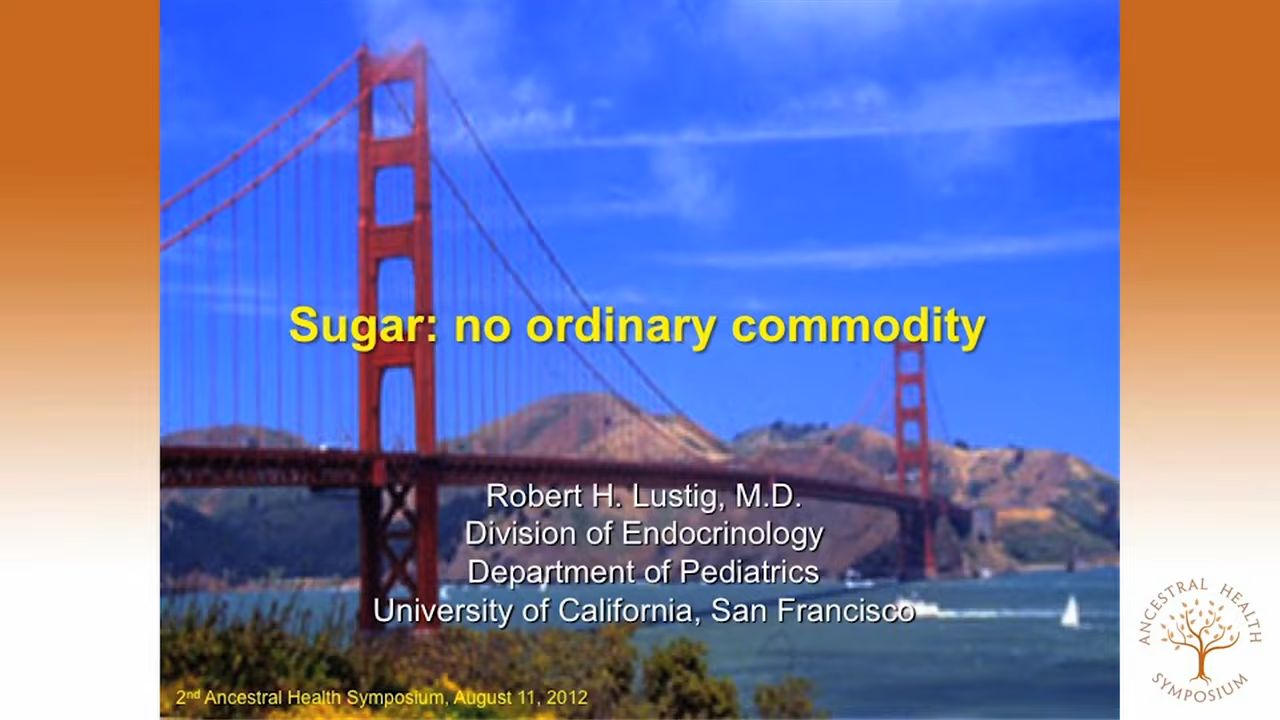 Sugar: no ordinary commodity
Robert H. Lustig, M.D.
Division of Endocrinology
Department of Pediatrics
University of California, San Francisco
2nd Ancestral Health Symposium, August 11, 2012
ANCESTRAL HEALTH
SYMPOSIUM